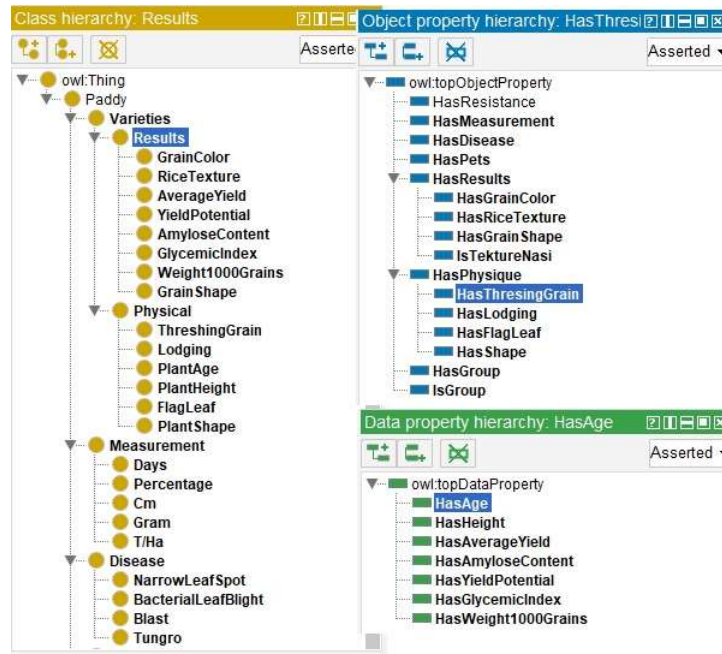 Class hierarchy: Results
Asserte
owl:Thing
Paddy
Varieties
Results
GrainColor
RiceTexture
AverageYield
YieldPotential
AmyloseContent
GlycemicIndex
Weight1000Grains
GrainShape
Physical
ThreshingGrain
Lodging
PlantAge
PlantHeight
FlagLeaf
PlantShape
Measurement
Days
Percentage
Cm
Gram
T/Ha
Disease
NarrowLeafSpot
BacterialLeafBlight
Blast
Tungro
Object property hierarchy: HasThresi
Asserted
owl:topObjectProperty
HasResistance
HasMeasurement
HasDisease
HasPets
HasResults
HasGrainColor
HasRiceTexture
HasGrainShape
IsTektureNasi
HasPhysique
HasThresingGrain
HasLodging
HasFlagLeaf
HasShape
HasGroup
IsGroup
Data property hierarchy: HasAge
Asserted
owl:topDataProperty
HasAge
HasHeight
HasAverageYield
HasAmyloseContent
HasYieldPotential
HasGlycemicIndex
HasWeight1000Grains